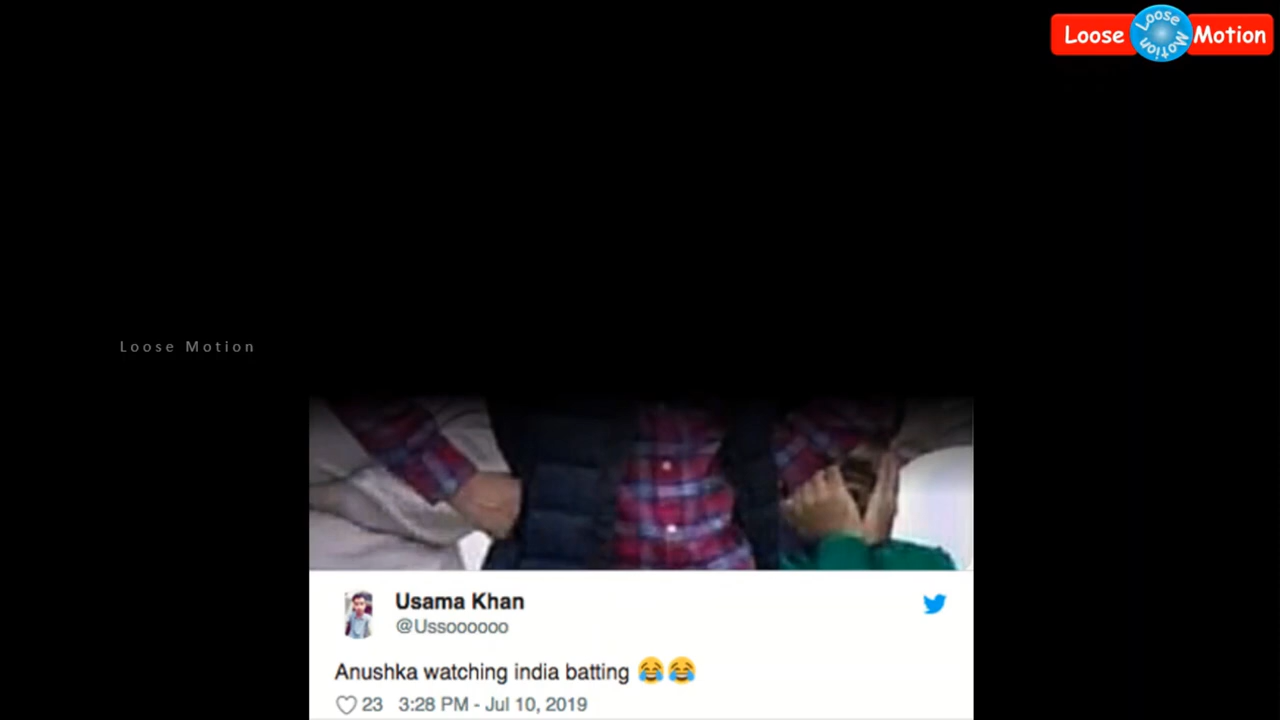 Loose Motion
Loose Motion
Loose Motion
Usama Khan
@Ussoooooo
Anushka watching india batting 😂😂
23 3:28 PM - Jul 10, 2019